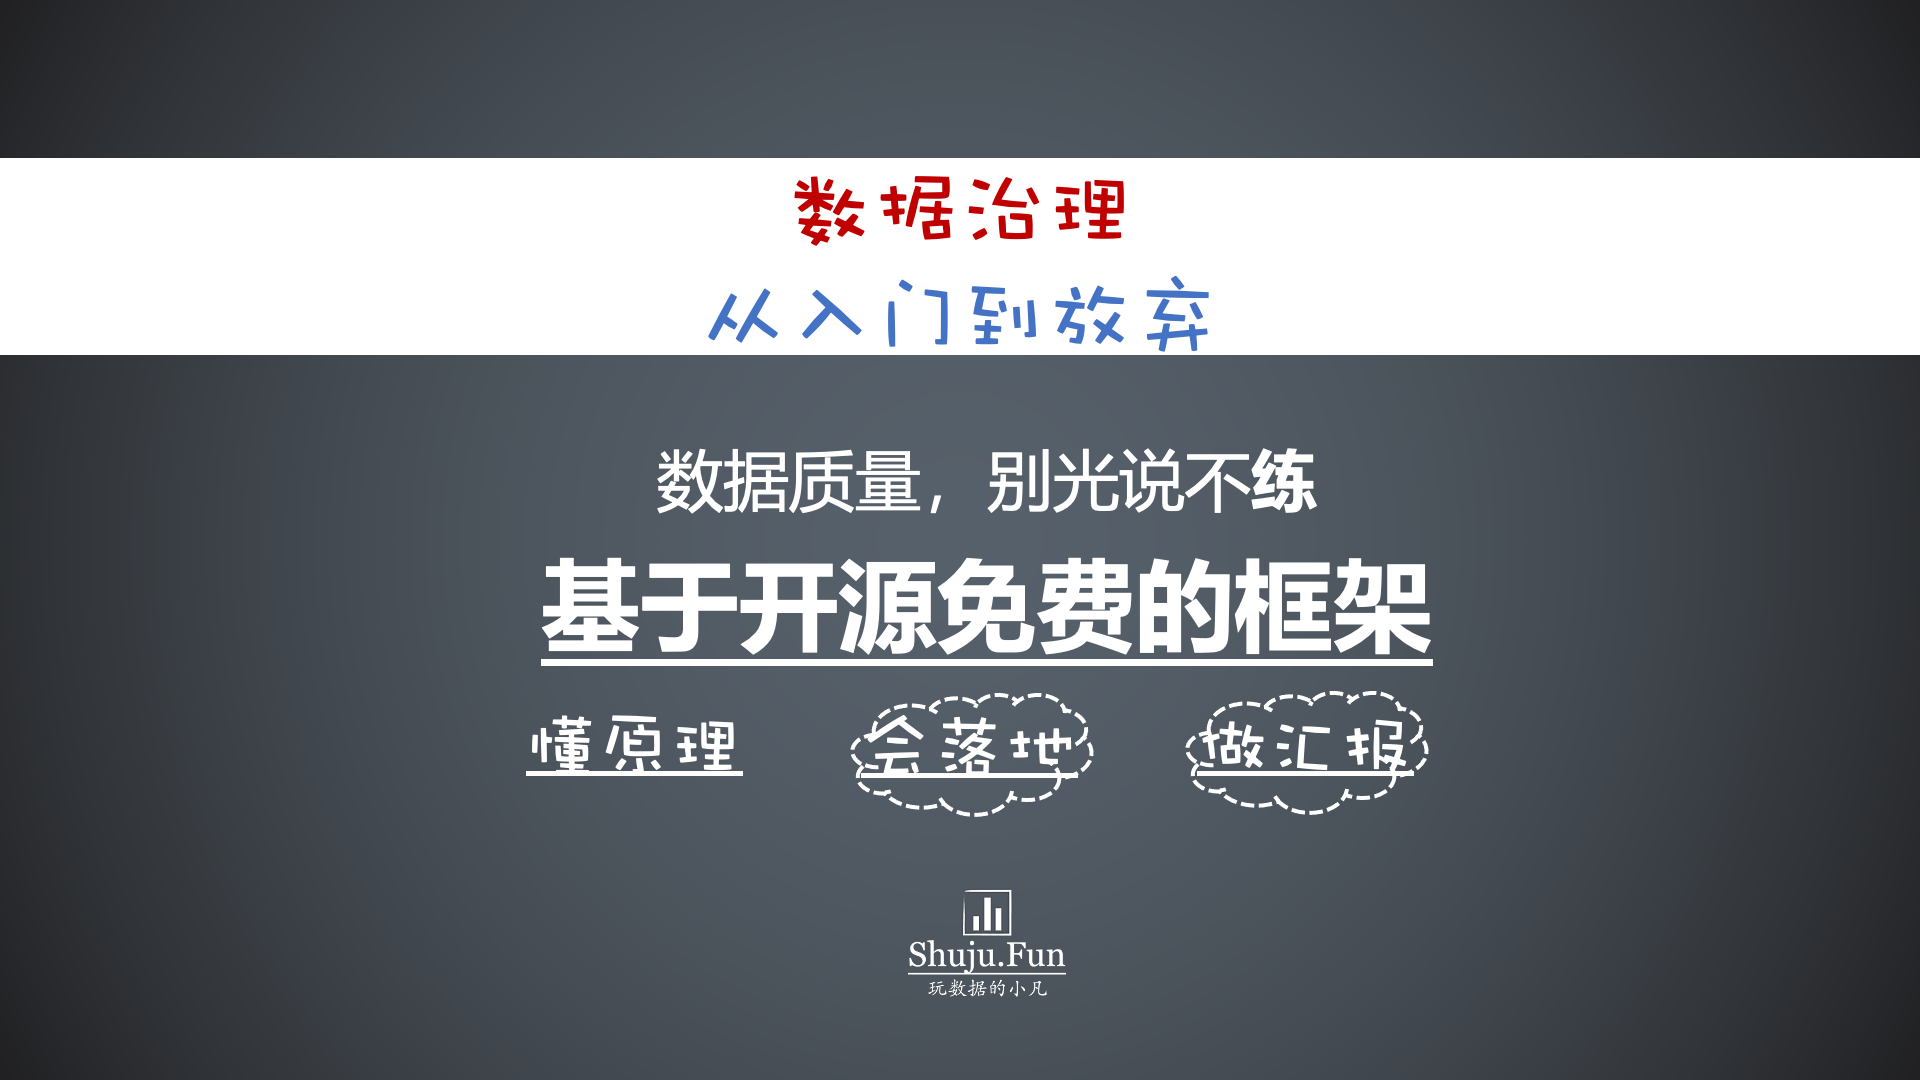 数据治理
从入门到放弃
数据质量，别光说不练
基于开源免费的框架
懂原理 会落地 做汇报
Shuju.Fun
玩数据的小凡